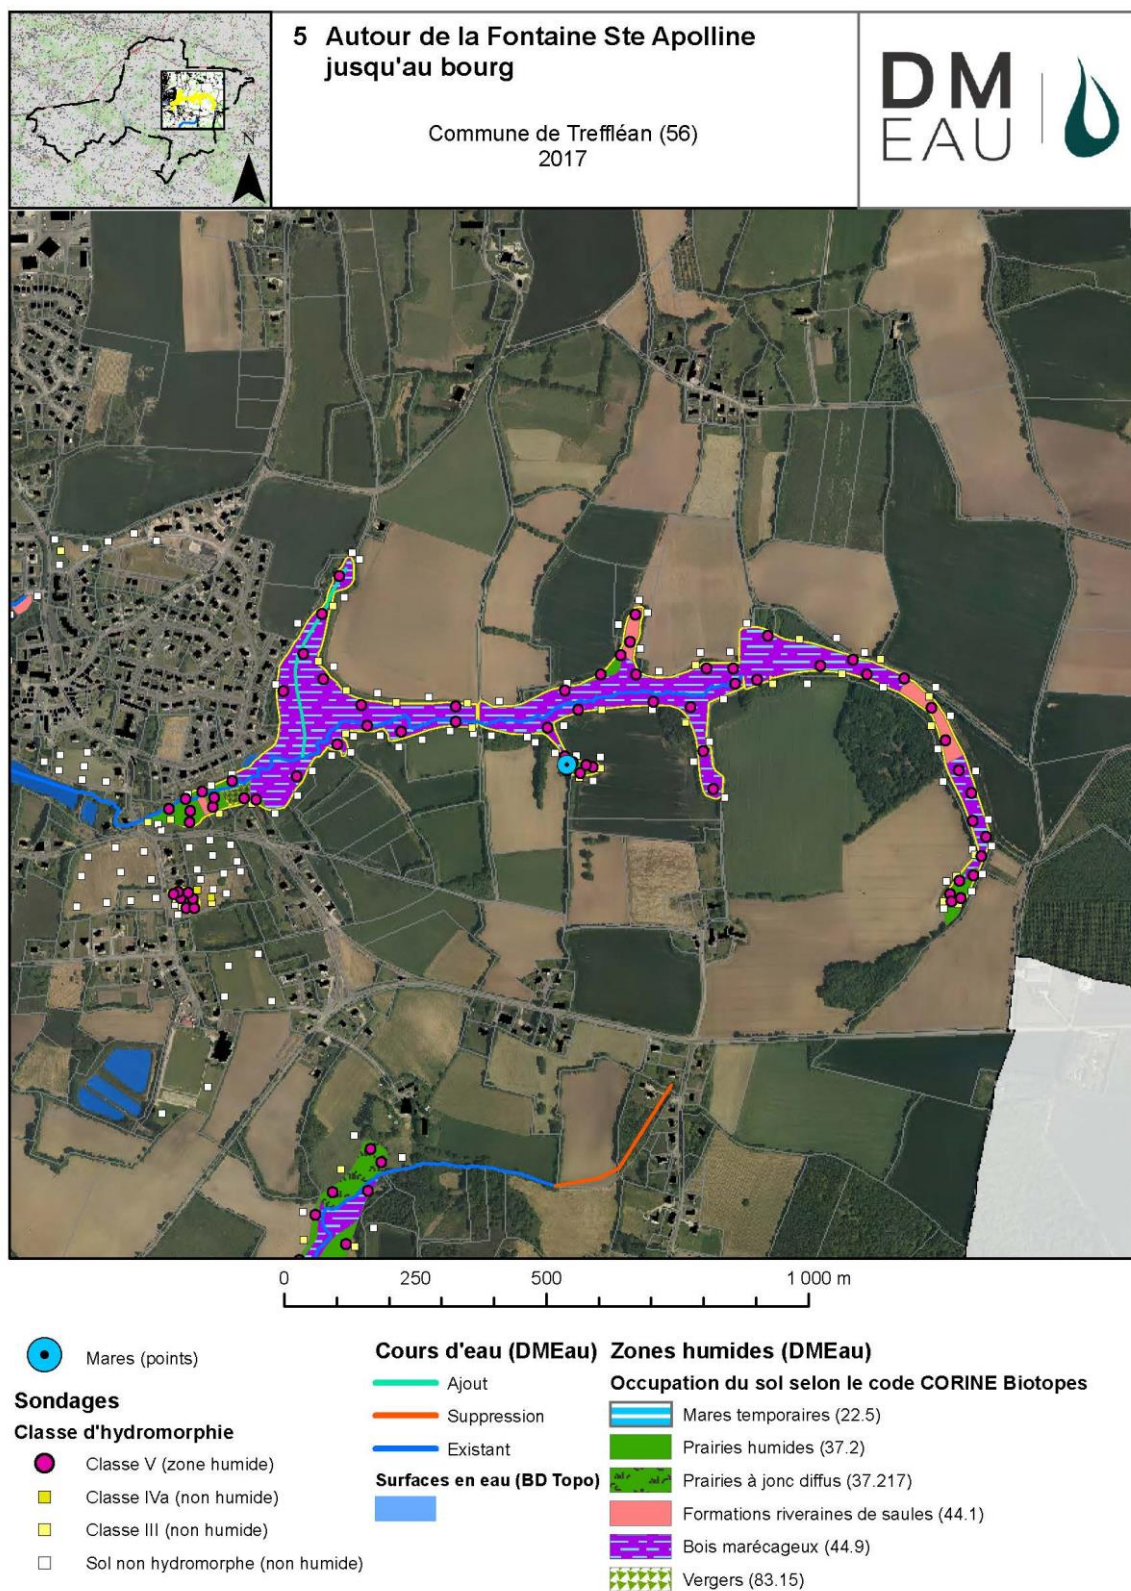 5 Autour de la Fontaine Ste Apolline
jusqu'au bourg
Commune de Treffléan (56)
2017
N
DM
EAU
0 250 500 1 000 m
Mares (points)
Sondages
Classe d'hydromorphie
Classe V (zone humide)
Classe IVa (non humide)
Classe III (non humide)
Sol non hydromorphe (non humide)
Cours d'eau (DMEau)
Ajout
Suppression
Existant
Surfaces en eau (BD Topo)
Zones humides (DMEau)
Occupation du sol selon le code CORINE Biotopes
Mares temporaires (22.5)
Prairies humides (37.2)
Prairies à jonc diffus (37.217)
Formations riveraines de saules (44.1)
Bois marécageux (44.9)
Vergers (83.15)